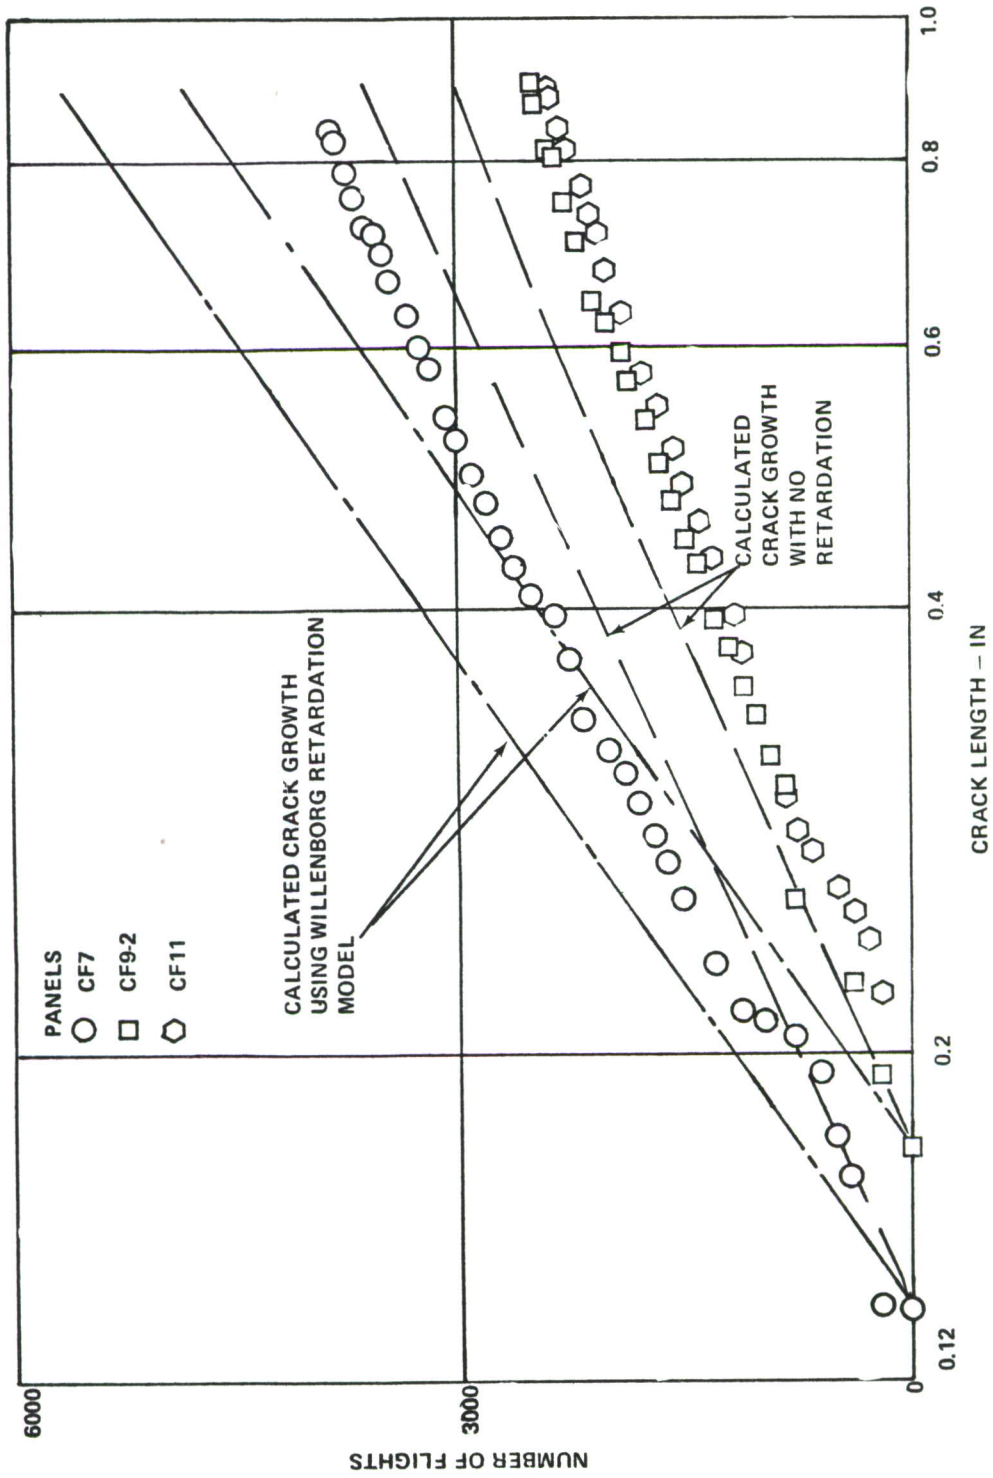 PANELS
CF7
CF9-2
CF11
CALCULATED CRACK GROWTH
USING WILLENBORG RETARDATION
MODEL
CALCULATED
CRACK GROWTH
WITH NO
RETARDATION
NUMBER OF FLIGHTS
6000
3000
0
0.12
0.2
0.4
0.6
0.8
1.0
CRACK LENGTH – IN